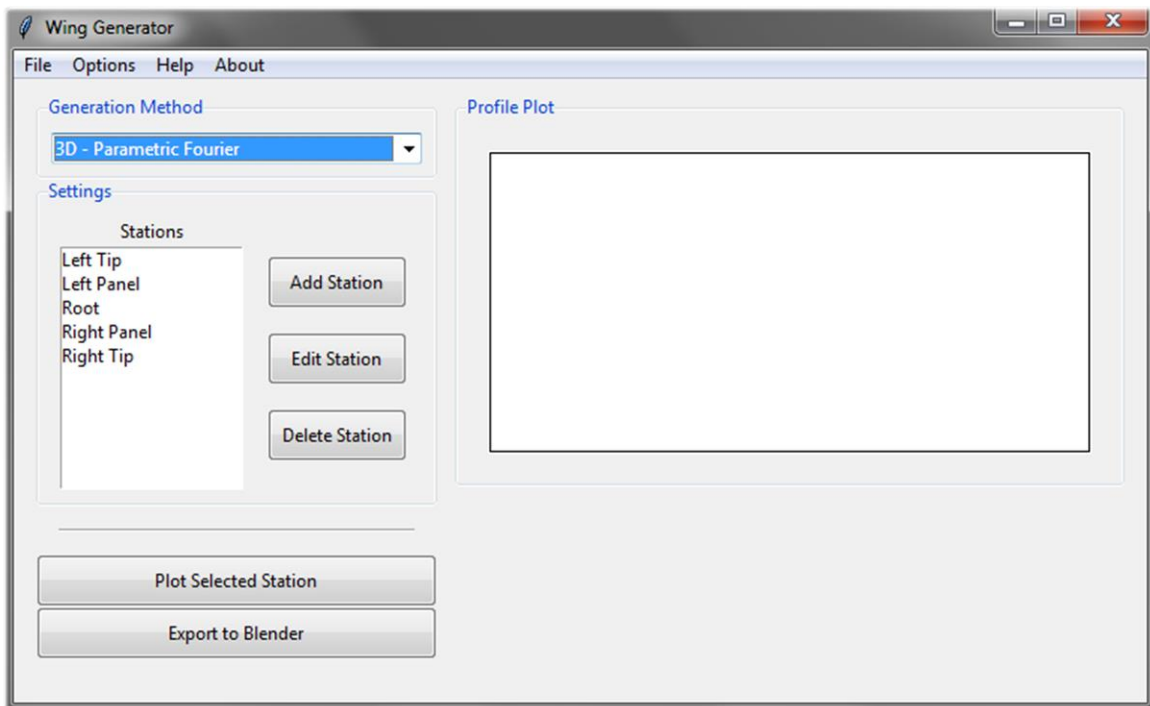 Wing Generator
File Options Help About
Generation Method
3D - Parametric Fourier
Settings
Stations
Left Tip
Left Panel
Root
Right Panel
Right Tip
Add Station
Edit Station
Delete Station
Plot Selected Station
Export to Blender
Profile Plot